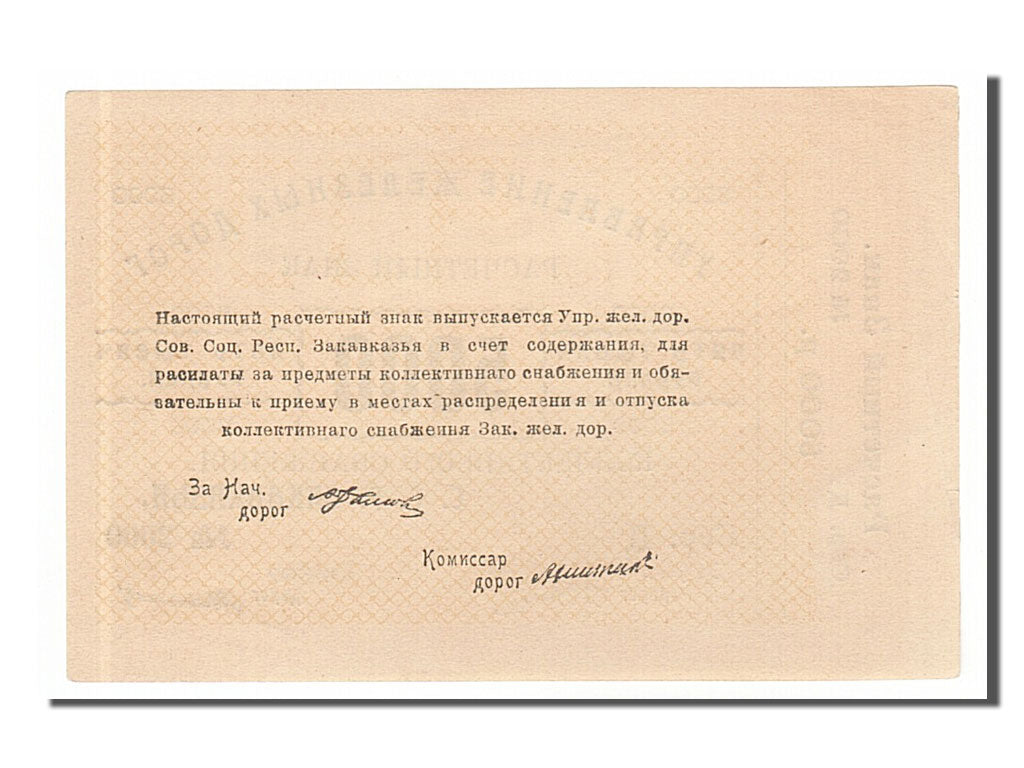 Настоящий расчетный знак выпускается Упр. жел. дор.
Сов. Соц. Респ. Закавказья в счет содержания, для
расплаты за предметы коллективнаго снабжения и обя-
зательны к приему в местах распределения и отпуска
коллективнаго снабжения Зак. жел. дор.
За Нач.
дорог
Комиссар
дорог